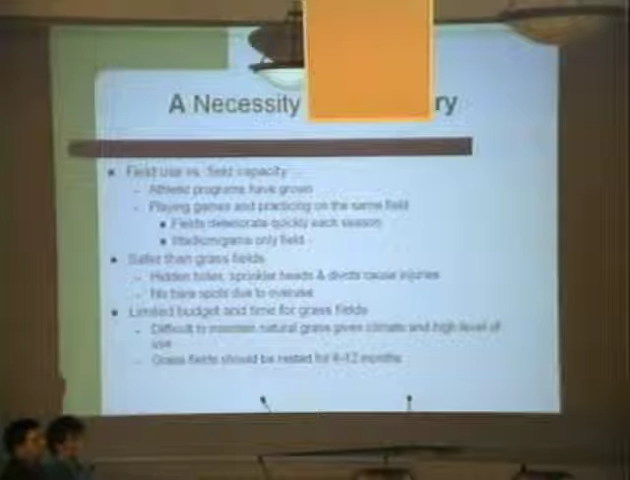 A Necessity ry
Field use vs. field capacity
Athletic programs have grown
Playing games and practicing on the same field
Fields deteriorate quickly each season
Stadium/game only field
Safer than grass fields
Hidden holes, sprinkler heads & divots cause injuries
No bare spots due to overuse
Limited budget and time for grass fields
Difficult to maintain natural grass given climate and high level of
use
Grass fields should be rested for 6-12 months